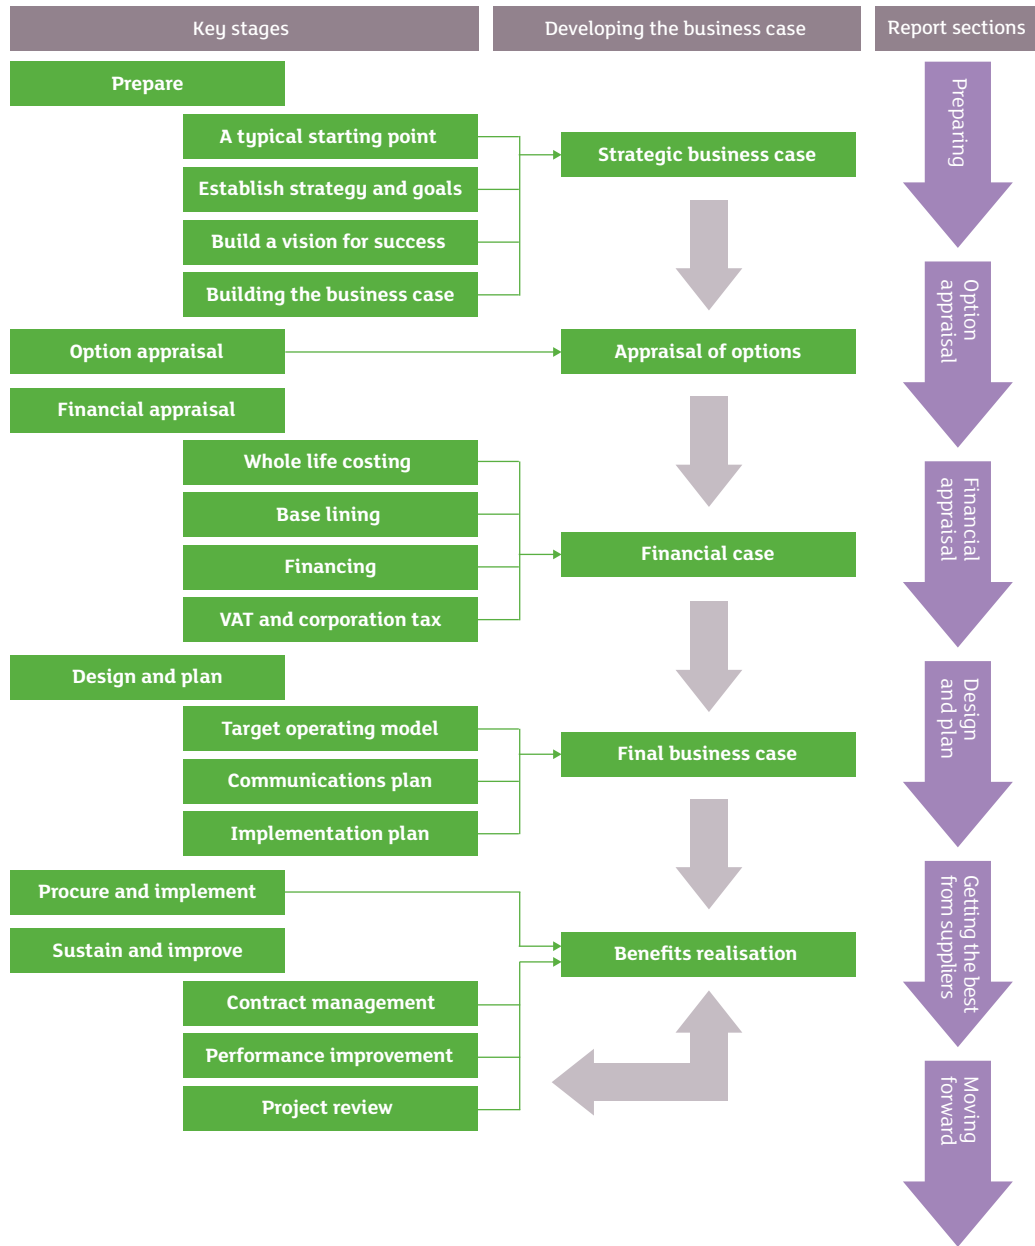 Key stages
Developing the business case
Report sections
Prepare
A typical starting point
Establish strategy and goals
Build a vision for success
Building the business case
Strategic business case
Preparing
Option appraisal
Appraisal of options
Option
appraisal
Financial appraisal
Whole life costing
Base lining
Financing
VAT and corporation tax
Financial case
Financial
appraisal
Design and plan
Target operating model
Communications plan
Implementation plan
Final business case
Design
and plan
Procure and implement
Sustain and improve
Benefits realisation
Getting the best
from suppliers
Contract management
Performance improvement
Project review
Moving
forward